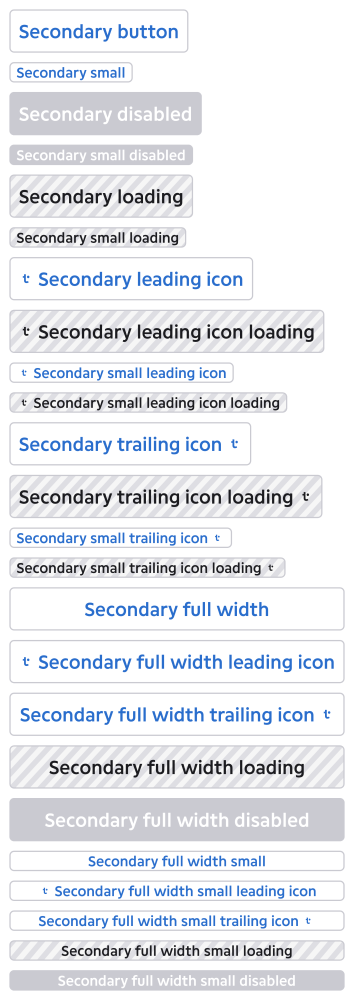 Secondary button
Secondary small
Secondary disabled
Secondary small disabled
Secondary loading
Secondary small loading
Secondary leading icon
Secondary leading icon loading
Secondary small leading icon
Secondary small leading icon loading
Secondary trailing icon
Secondary trailing icon loading
Secondary small trailing icon
Secondary small trailing icon loading
Secondary full width
Secondary full width leading icon
Secondary full width trailing icon
Secondary full width loading
Secondary full width disabled
Secondary full width small
Secondary full width small leading icon
Secondary full width small trailing icon
Secondary full width small loading
Secondary full width small disabled